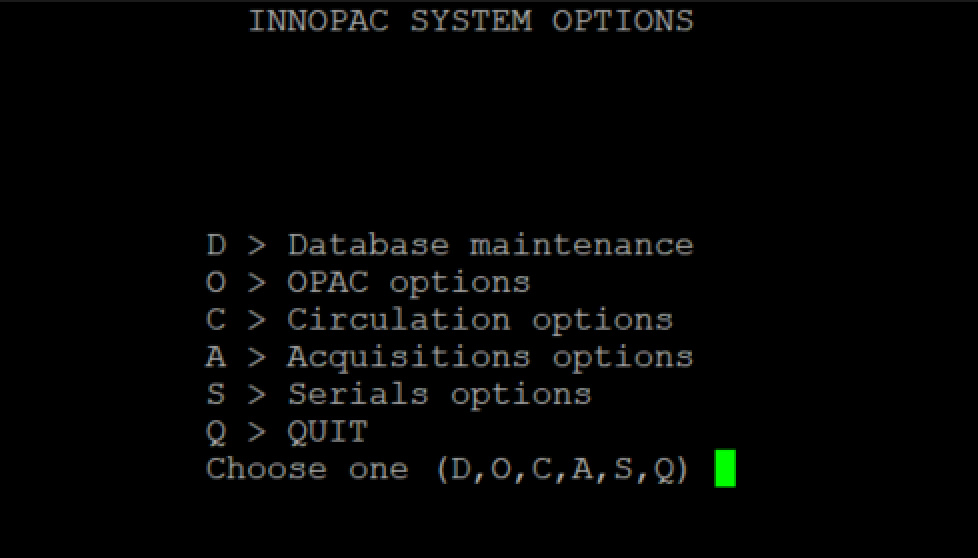 INNOPAC SYSTEM OPTIONS
D > Database maintenance
O > OPAC options
C > Circulation options
A > Acquisitions options
S > Serials options
Q > QUIT
Choose one (D,O,C,A,S,Q)